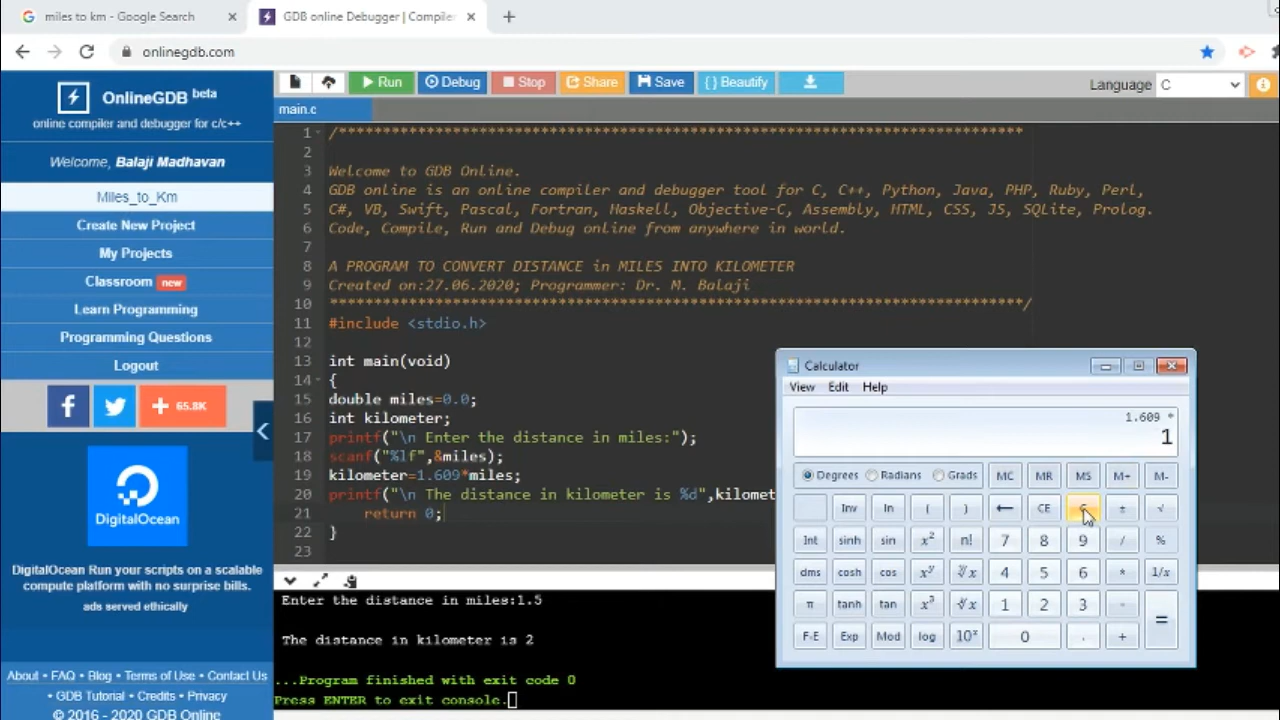 miles to km - Google Search
GDB online Debugger | Compiler
onlinegdb.com
OnlineGDB beta
online compiler and debugger for c/c++
Welcome, Balaji Madhavan
Miles_to_Km
Create New Project
My Projects
Classroom new
Learn Programming
Programming Questions
Logout
f + 65.8K
DigitalOcean
DigitalOcean Run your scripts on a scalable
compute platform with no surprise bills.
ads served ethically
About • FAQ • Blog • Terms of Use • Contact Us
• GDB Tutorial • Credits • Privacy
© 2016 - 2020 GDB Online
Run Debug Stop Share Save { } Beautify Language C
main.c
1 /******************************************************************************
2
3 Welcome to GDB Online.
4 GDB online is an online compiler and debugger tool for C, C++, Python, Java, PHP, Ruby, Perl,
5 C#, VB, Swift, Pascal, Fortran, Haskell, Objective-C, Assembly, HTML, CSS, JS, SQLite, Prolog.
6 Code, Compile, Run and Debug online from anywhere in world.
7
8 A PROGRAM TO CONVERT DISTANCE in MILES INTO KILOMETER
9 Created on:27.06.2020; Programmer: Dr. M. Balaji
10 *******************************************************************************/
11 #include <stdio.h>
12
13 int main(void)
14 {
15 double miles=0.0;
16 int kilometer;
17 printf("\n Enter the distance in miles:");
18 scanf("%lf",&miles);
19 kilometer=1.609*miles;
20 printf("\n The distance in kilometer is %d",kilomet
21 return 0;
22 }
23
Enter the distance in miles:1.5
The distance in kilometer is 2
...Program finished with exit code 0
Press ENTER to exit console.
Calculator
View Edit Help
1.609 *
1
Degrees Radians Grads MC MR MS M+ M-
Inv ln ( ) ← CE C ± √
Int sinh sin x² n! 7 8 9 / %
dms cosh cos xʸ ʸ√x 4 5 6 * 1/x
π tanh tan x³ ³√x 1 2 3 - =
F-E Exp Mod log 10ˣ 0 . +